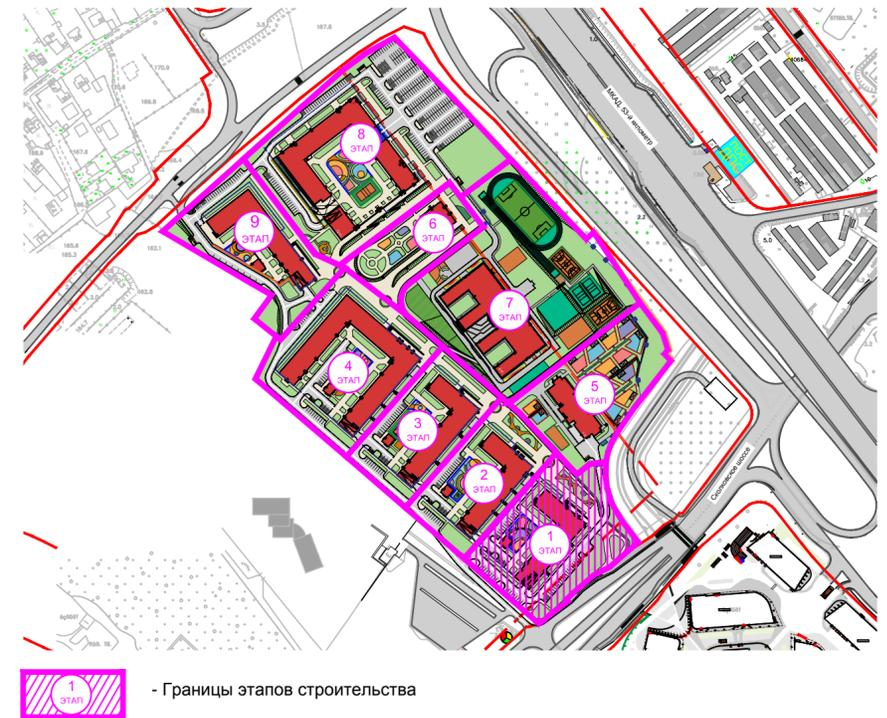 МКАД, 53-й километр
8
ЭТАП
9
ЭТАП
6
ЭТАП
7
ЭТАП
4
ЭТАП
5
ЭТАП
3
ЭТАП
2
ЭТАП
1
ЭТАП
Сколковское шоссе
1
ЭТАП
- Границы этапов строительства